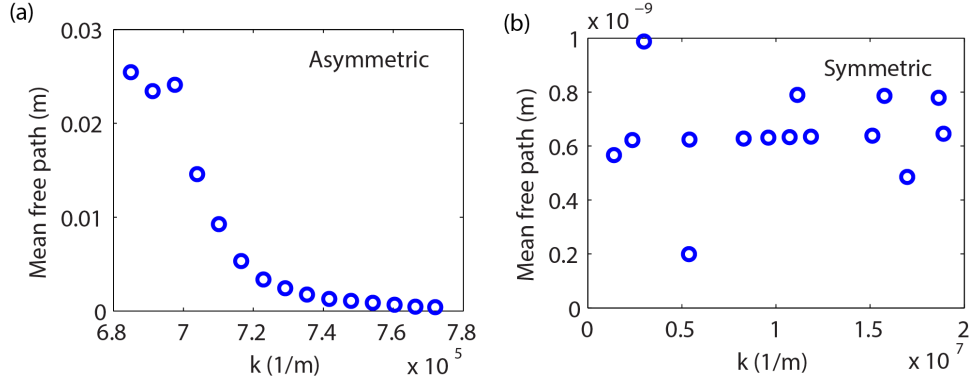 (a)
Asymmetric
Mean free path (m)
0.03
0.02
0.01
0
6.8
7
7.2
7.4
7.6
7.8
k (1/m)
x 10 5
(b)
x 10 -9
Symmetric
Mean free path (m)
1
0.8
0.6
0.4
0.2
0
0
0.5
1
1.5
2
k (1/m)
x 10 7